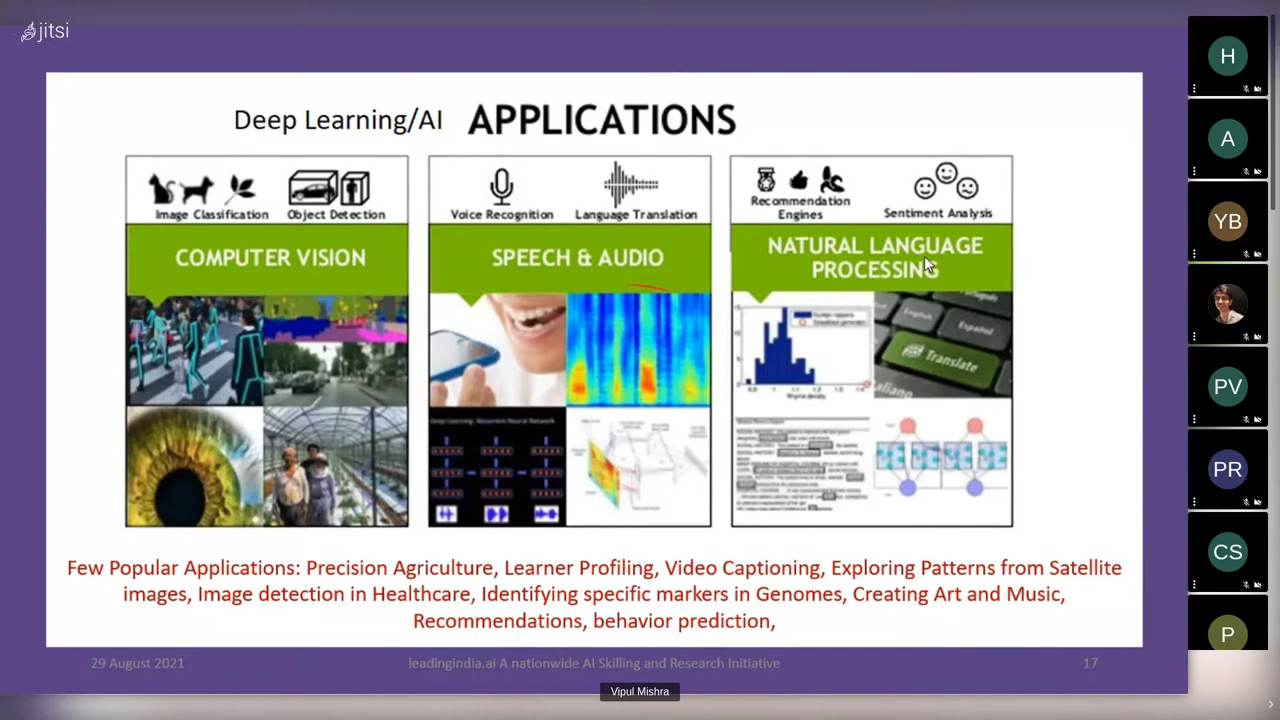 jitsi
Deep Learning/AI APPLICATIONS
Image Classification
Object Detection
COMPUTER VISION
Voice Recognition
Language Translation
SPEECH & AUDIO
Recommendation
Engines
Sentiment Analysis
NATURAL LANGUAGE
PROCESSING
English
Español
Translate
Italiano
Few Popular Applications: Precision Agriculture, Learner Profiling, Video Captioning, Exploring Patterns from Satellite
images, Image detection in Healthcare, Identifying specific markers in Genomes, Creating Art and Music,
Recommendations, behavior prediction,
29 August 2021
leadingindia.ai A nationwide AI Skilling and Research Initiative
17
Vipul Mishra
H
A
YB
PV
PR
CS
P